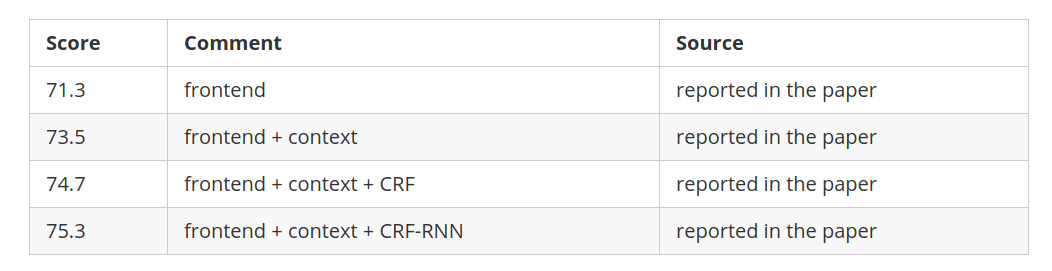 Score Comment Source
71.3 frontend reported in the paper
73.5 frontend + context reported in the paper
74.7 frontend + context + CRF reported in the paper
75.3 frontend + context + CRF-RNN reported in the paper